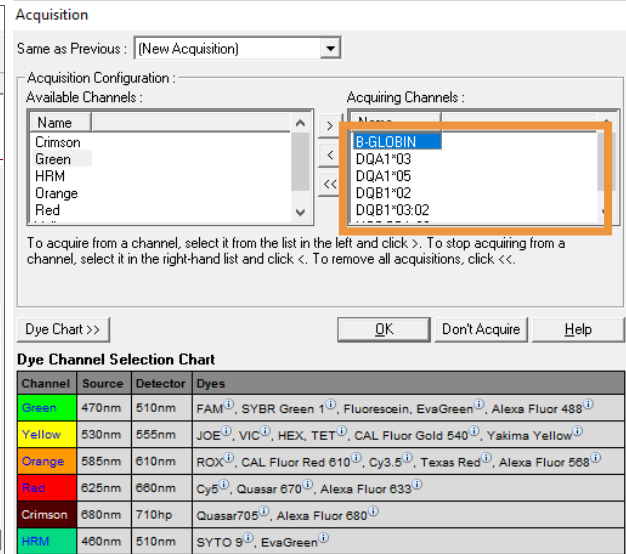 Acquisition
Same as Previous : (New Acquisition)
Acquisition Configuration :
Available Channels : Acquiring Channels :
Name
Crimson
Green
HRM
Orange
Red
>
<
<<
Name
B-GLOBIN
DQA1*03
DQA1*05
DQB1*02
DQB1*03:02
To acquire from a channel, select it from the list in the left and click >. To stop acquiring from a
channel, select it in the right-hand list and click <. To remove all acquisitions, click <<.
Dye Chart >> OK Don't Acquire Help
Dye Channel Selection Chart
Channel Source Detector Dyes
Green 470nm 510nm FAM, SYBR Green 1, Fluorescein, EvaGreen, Alexa Fluor 488
Yellow 530nm 555nm JOE, VIC, HEX, TET, CAL Fluor Gold 540, Yakima Yellow
Orange 585nm 610nm ROX, CAL Fluor Red 610, Cy3.5, Texas Red, Alexa Fluor 568
Red 625nm 660nm Cy5, Quasar 670, Alexa Fluor 633
Crimson 680nm 710hp Quasar705, Alexa Fluor 680
HRM 460nm 510nm SYTO 9, EvaGreen